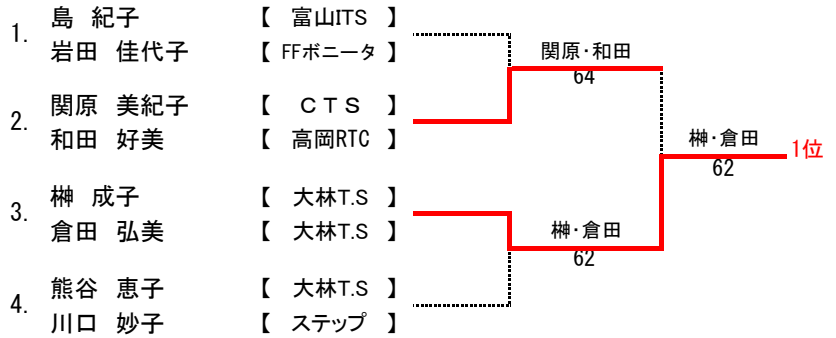 1. 島 紀子 【 富山ITS 】
岩田 佳代子 【 FFボニータ 】
関原・和田
64
2. 関原 美紀子 【 CTS 】
和田 好美 【 高岡RTC 】
榊・倉田
62
1位
3. 榊 成子 【 大林T.S 】
倉田 弘美 【 大林T.S 】
榊・倉田
62
4. 熊谷 恵子 【 大林T.S 】
川口 妙子 【 ステップ 】